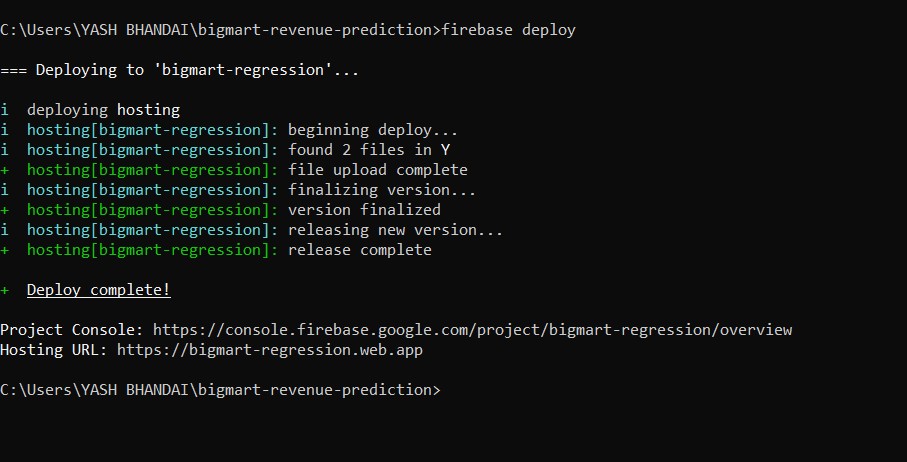 C:\Users\YASH BHANDAI\bigmart-revenue-prediction>firebase deploy
=== Deploying to 'bigmart-regression'...
i  deploying hosting
i  hosting[bigmart-regression]: beginning deploy...
i  hosting[bigmart-regression]: found 2 files in Y
+  hosting[bigmart-regression]: file upload complete
i  hosting[bigmart-regression]: finalizing version...
+  hosting[bigmart-regression]: version finalized
i  hosting[bigmart-regression]: releasing new version...
+  hosting[bigmart-regression]: release complete
+  Deploy complete!
Project Console: https://console.firebase.google.com/project/bigmart-regression/overview
Hosting URL: https://bigmart-regression.web.app
C:\Users\YASH BHANDAI\bigmart-revenue-prediction>